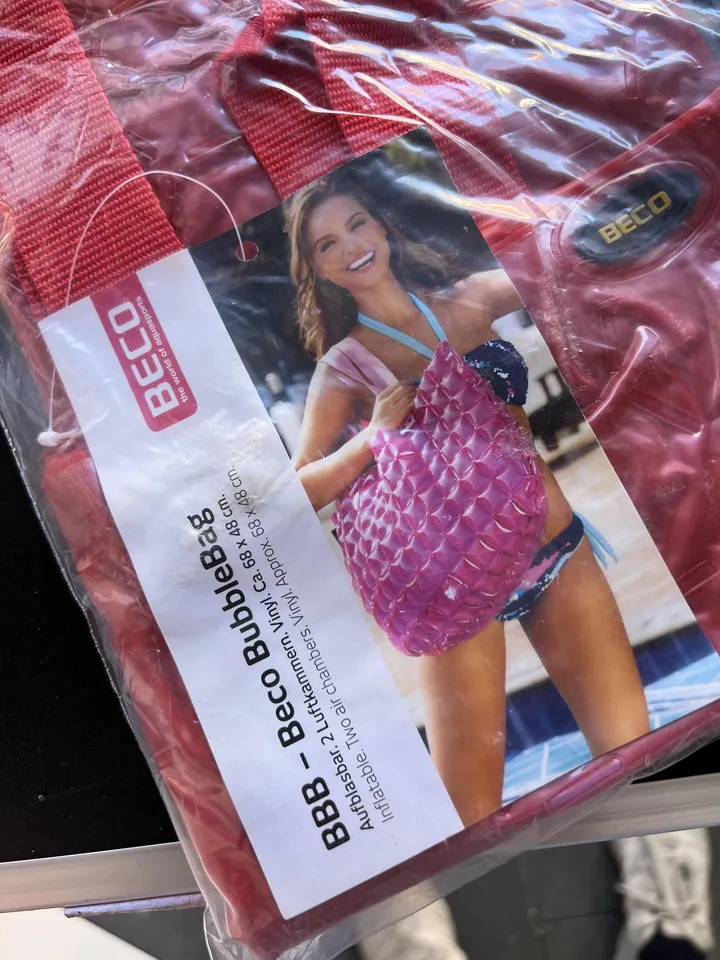 BECO
the world of aquasports
BBB – Beco BubbleBag
Aufblasbar. 2 Luftkammern. Vinyl. Ca. 68 x 48 cm.
Inflatable. Two air chambers. Vinyl. Approx. 68 x 48 cm.
BECO